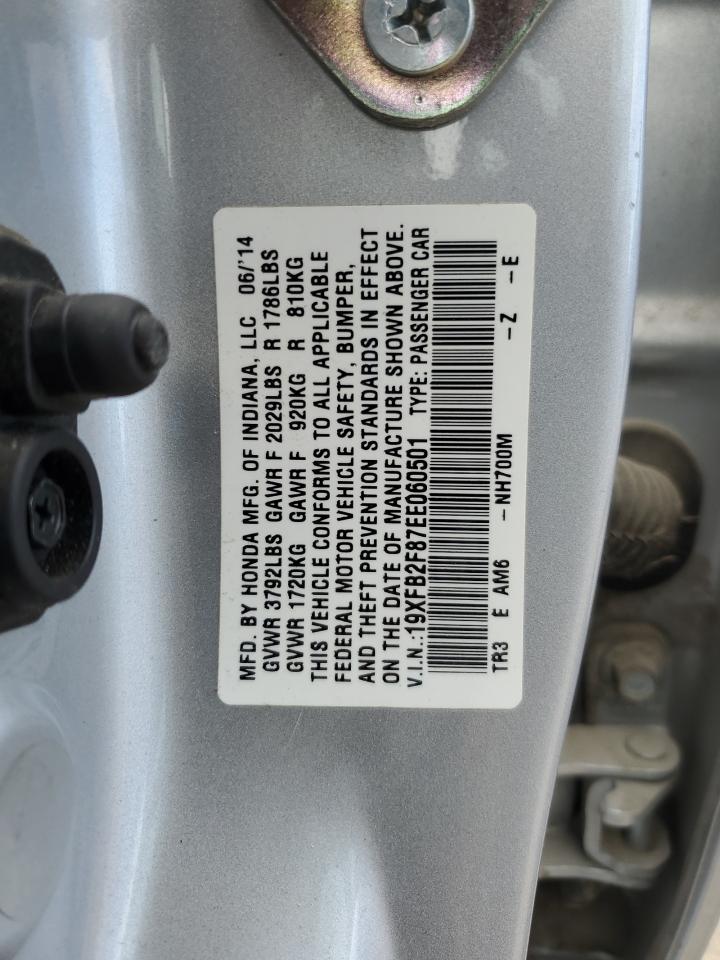 MFD. BY HONDA MFG. OF INDIANA, LLC 06/'14
GVWR 3792LBS GAWR F 2029LBS R 1786LBS
GVWR 1720KG GAWR F 920KG R 810KG
THIS VEHICLE CONFORMS TO ALL APPLICABLE
FEDERAL MOTOR VEHICLE SAFETY, BUMPER,
AND THEFT PREVENTION STANDARDS IN EFFECT
ON THE DATE OF MANUFACTURE SHOWN ABOVE.
V.I.N.:19XFB2F87EE060501 TYPE: PASSENGER CAR
TR3 E AM6 -NH700M -Z -E